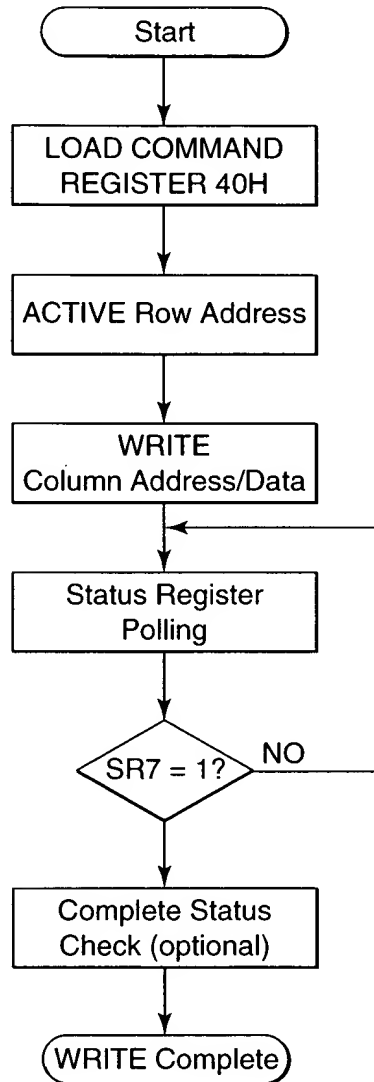 Start
LOAD COMMAND
REGISTER 40H
ACTIVE Row Address
WRITE
Column Address/Data
Status Register
Polling
SR7 = 1?
NO
Complete Status
Check (optional)
WRITE Complete